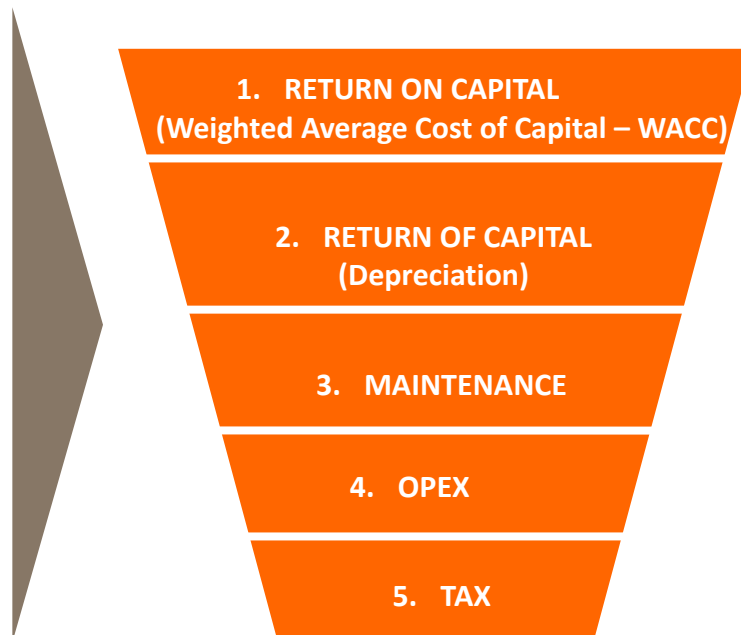 1. RETURN ON CAPITAL
(Weighted Average Cost of Capital – WACC)
2. RETURN OF CAPITAL
(Depreciation)
3. MAINTENANCE
4. OPEX
5. TAX